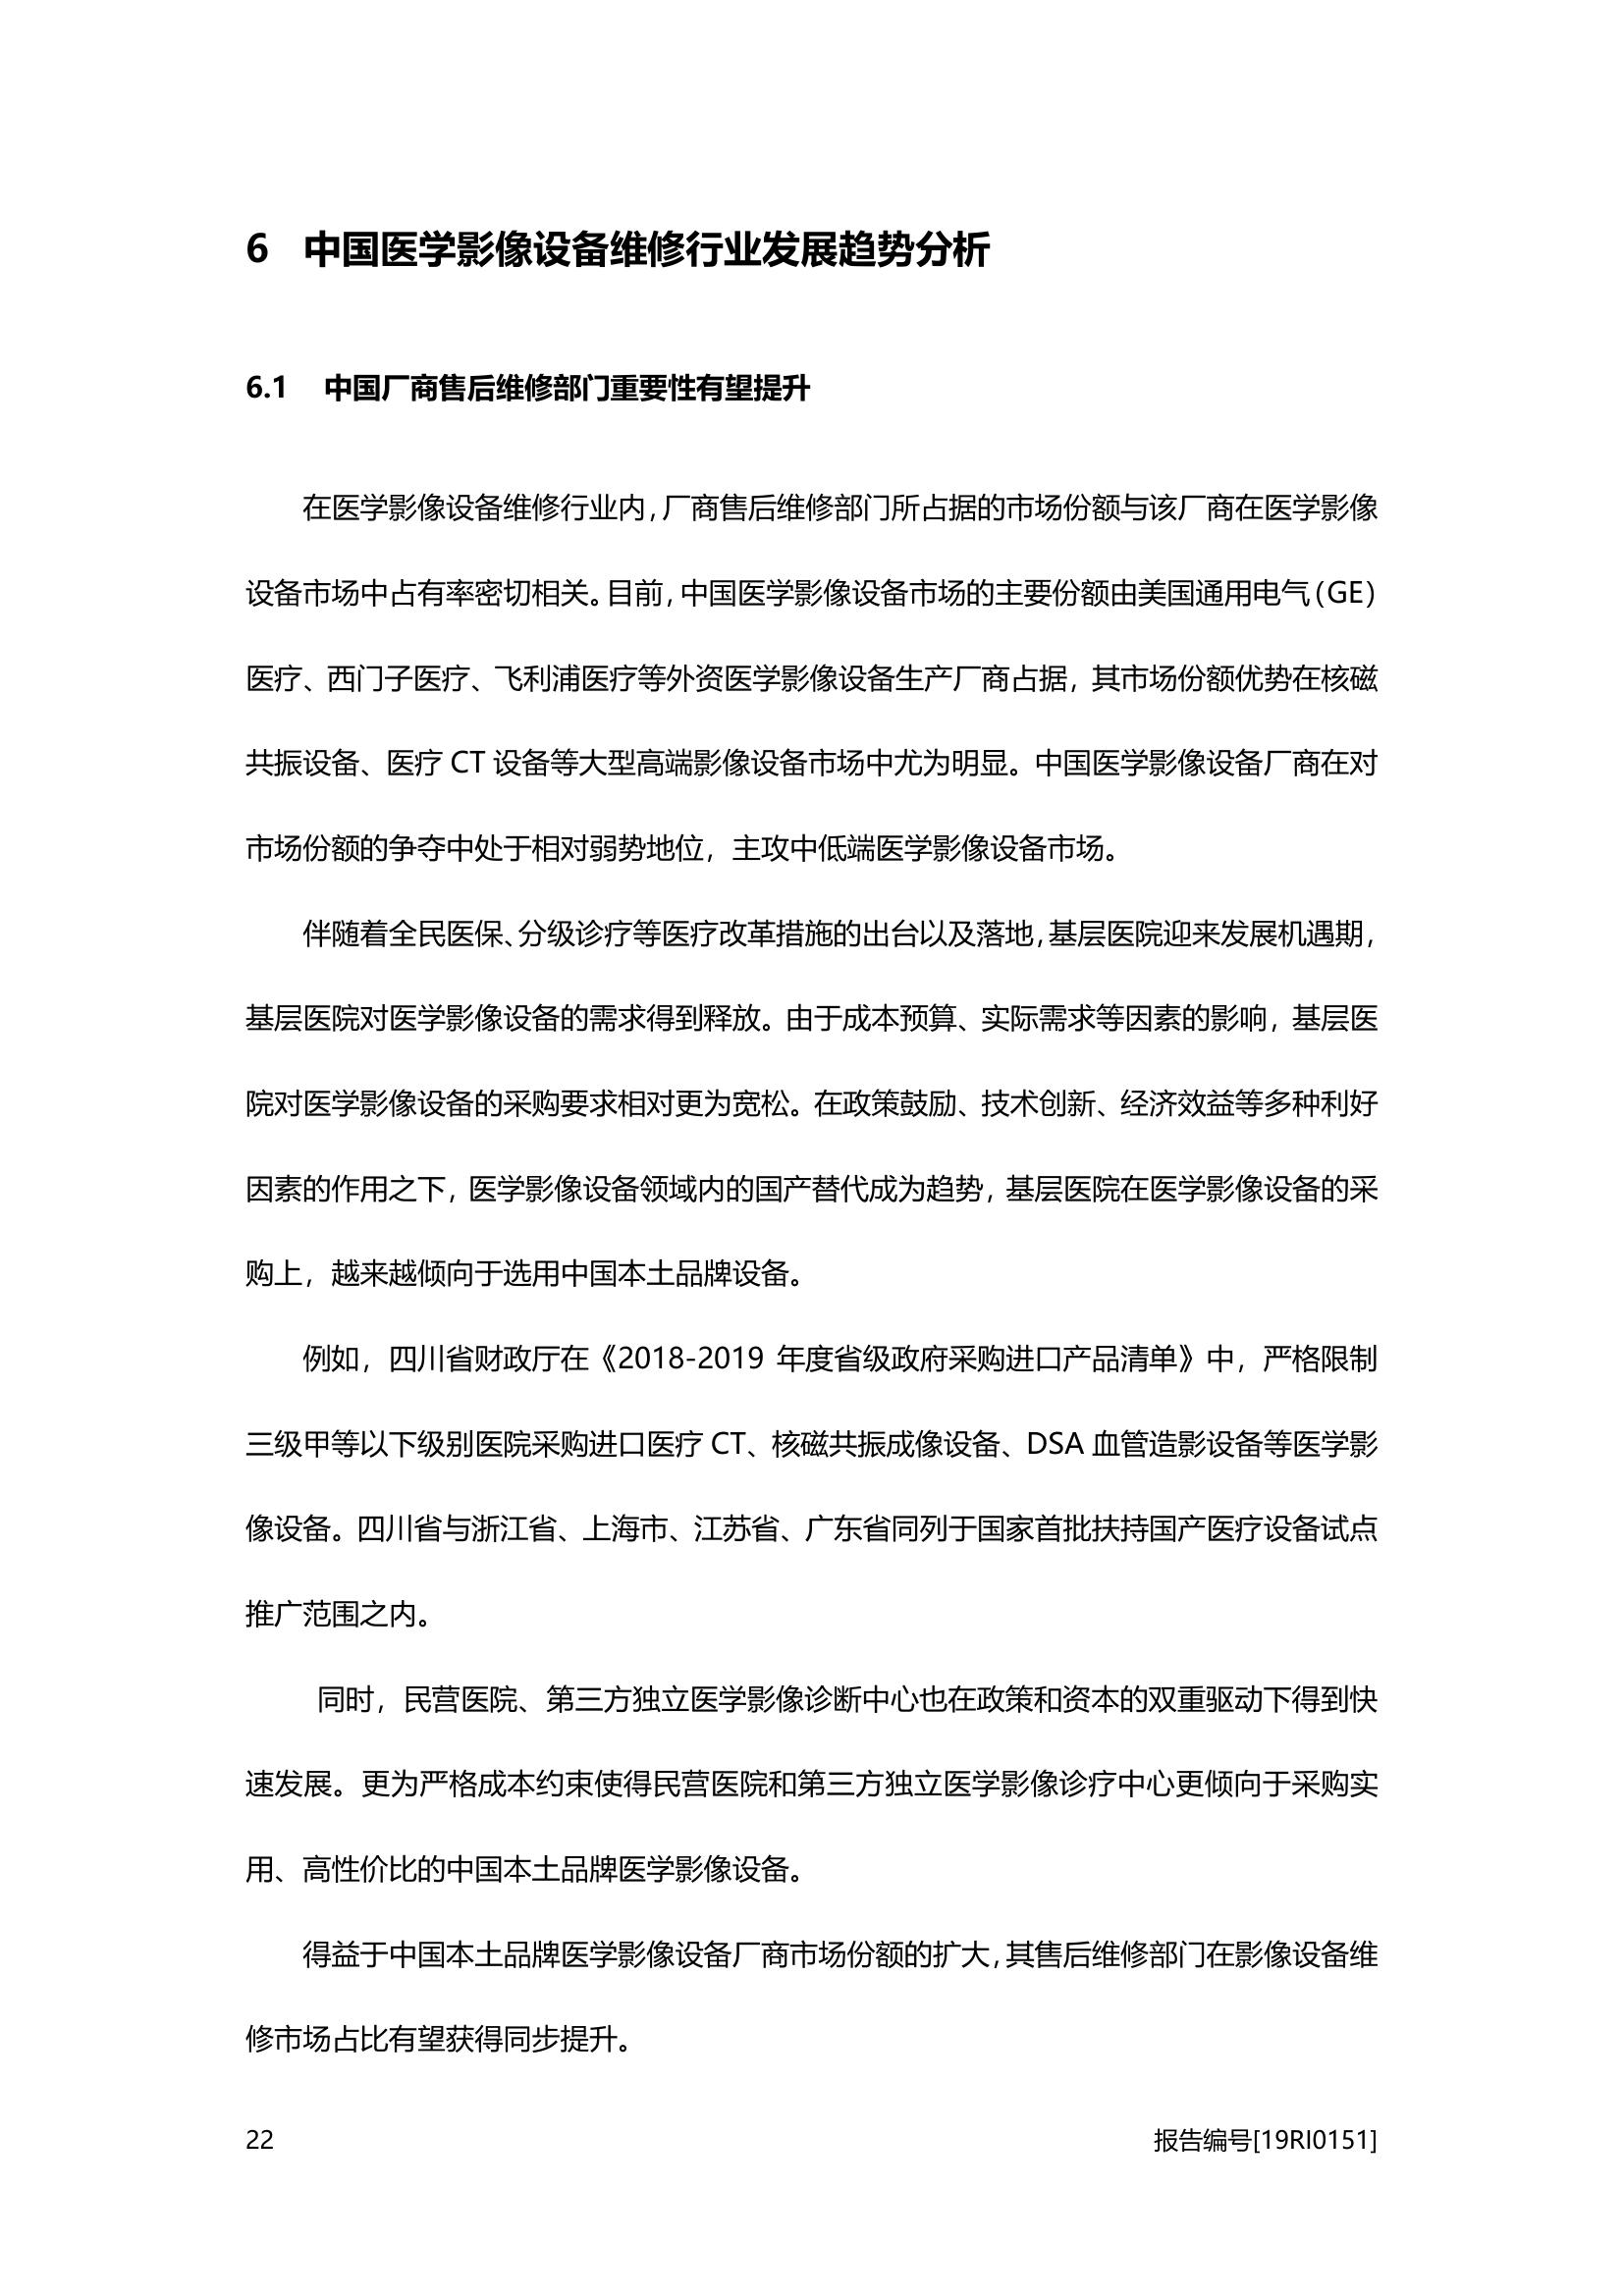 6 中国医学影像设备维修行业发展趋势分析
6.1 中国厂商售后维修部门重要性有望提升
在医学影像设备维修行业内，厂商售后维修部门所占据的市场份额与该厂商在医学影像
设备市场中占有率密切相关。目前，中国医学影像设备市场的主要份额由美国通用电气（GE）
医疗、西门子医疗、飞利浦医疗等外资医学影像设备生产厂商占据，其市场份额优势在核磁
共振设备、医疗 CT 设备等大型高端影像设备市场中尤为明显。中国医学影像设备厂商在对
市场份额的争夺中处于相对弱势地位，主攻中低端医学影像设备市场。
伴随着全民医保、分级诊疗等医疗改革措施的出台以及落地，基层医院迎来发展机遇期，
基层医院对医学影像设备的需求得到释放。由于成本预算、实际需求等因素的影响，基层医
院对医学影像设备的采购要求相对更为宽松。在政策鼓励、技术创新、经济效益等多种利好
因素的作用之下，医学影像设备领域内的国产替代成为趋势，基层医院在医学影像设备的采
购上，越来越倾向于选用中国本土品牌设备。
例如，四川省财政厅在《2018-2019 年度省级政府采购进口产品清单》中，严格限制
三级甲等以下级别医院采购进口医疗 CT、核磁共振成像设备、DSA 血管造影设备等医学影
像设备。四川省与浙江省、上海市、江苏省、广东省同列于国家首批扶持国产医疗设备试点
推广范围之内。
同时，民营医院、第三方独立医学影像诊断中心也在政策和资本的双重驱动下得到快
速发展。更为严格成本约束使得民营医院和第三方独立医学影像诊疗中心更倾向于采购实
用、高性价比的中国本土品牌医学影像设备。
得益于中国本土品牌医学影像设备厂商市场份额的扩大，其售后维修部门在影像设备维
修市场占比有望获得同步提升。
22 报告编号[19RI0151]